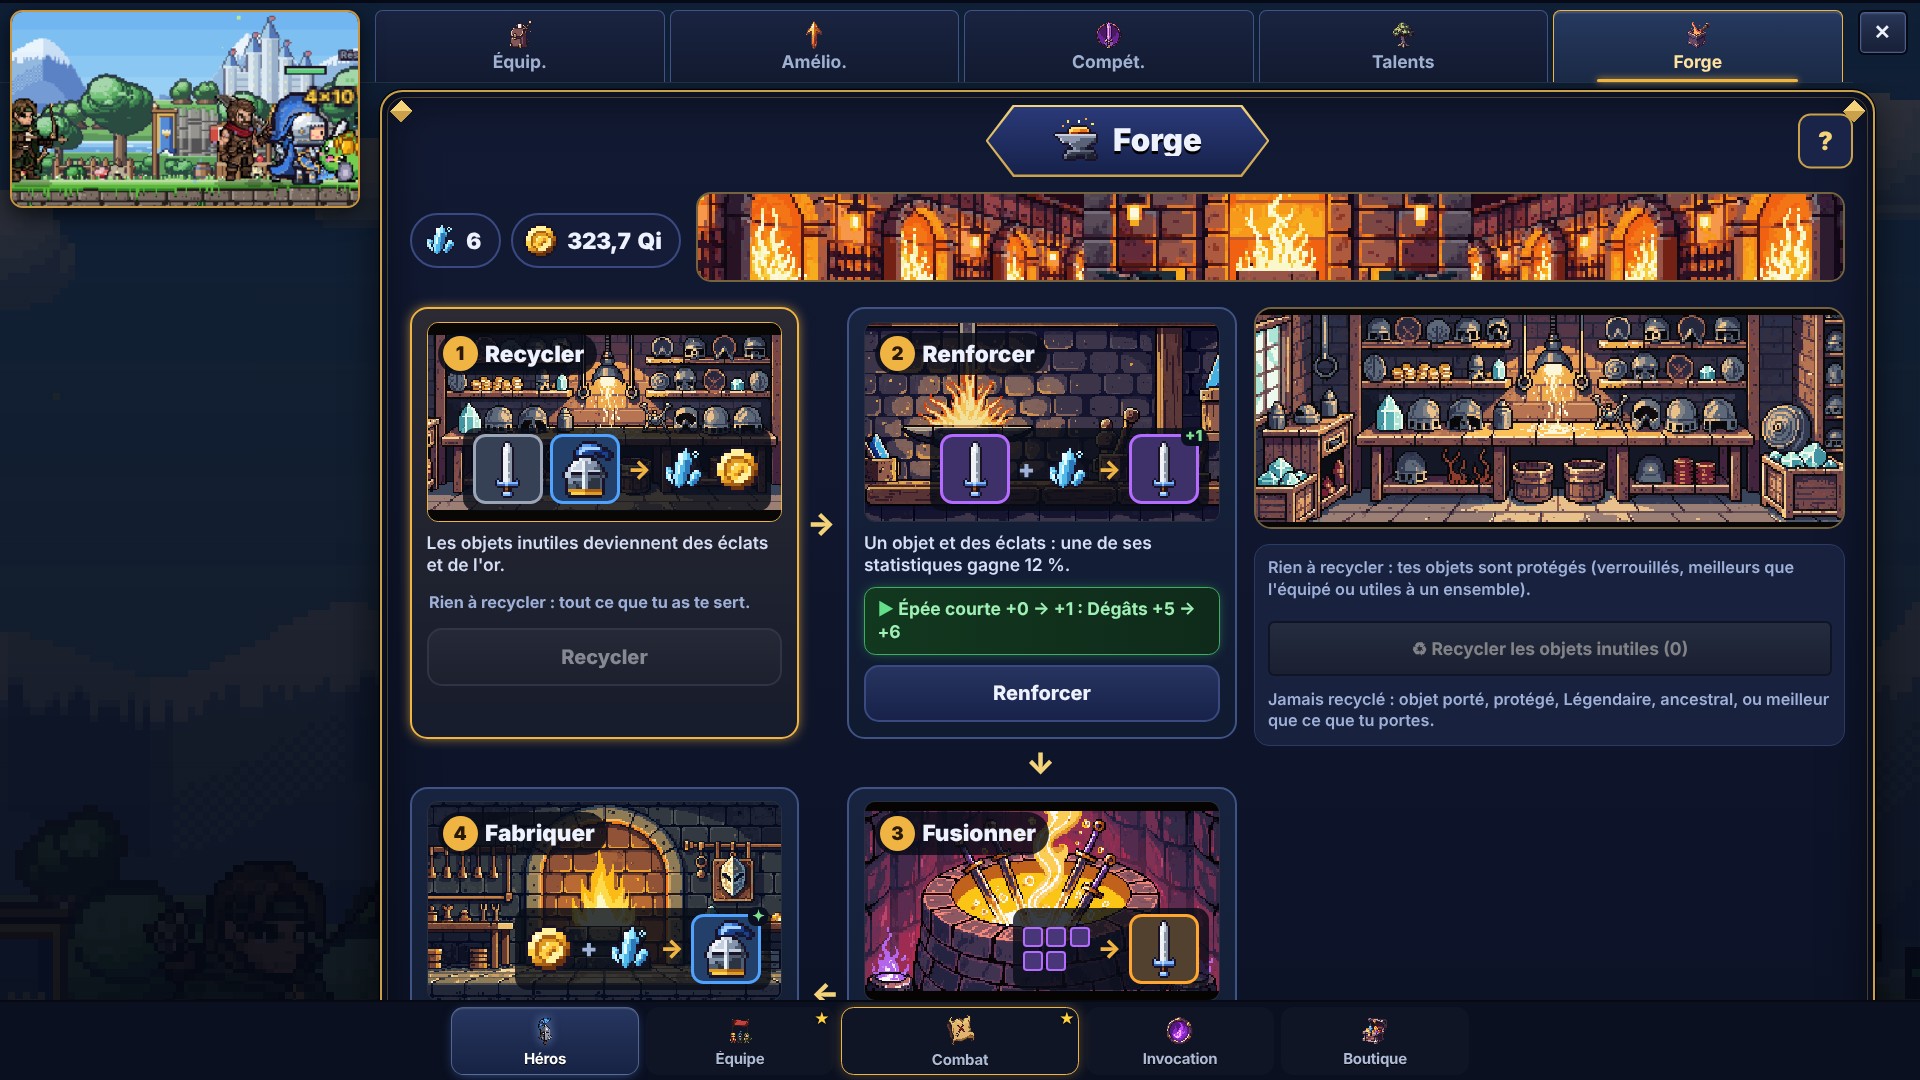 Équip.
Amélio.
Compét.
Talents
Forge
×
4×10
Forge
?
6
323,7 Qi
1 Recycler
Les objets inutiles deviennent des éclats
et de l'or.
Rien à recycler : tout ce que tu as te sert.
Recycler
2 Renforcer
+1
Un objet et des éclats : une de ses
statistiques gagne 12 %.
▶ Épée courte +0 → +1 : Dégâts +5 →
+6
Renforcer
Rien à recycler : tes objets sont protégés (verrouillés, meilleurs que
l'équipé ou utiles à un ensemble).
♻ Recycler les objets inutiles (0)
Jamais recyclé : objet porté, protégé, Légendaire, ancestral, ou meilleur
que ce que tu portes.
4 Fabriquer
3 Fusionner
Héros
Équipe
Combat
Invocation
Boutique